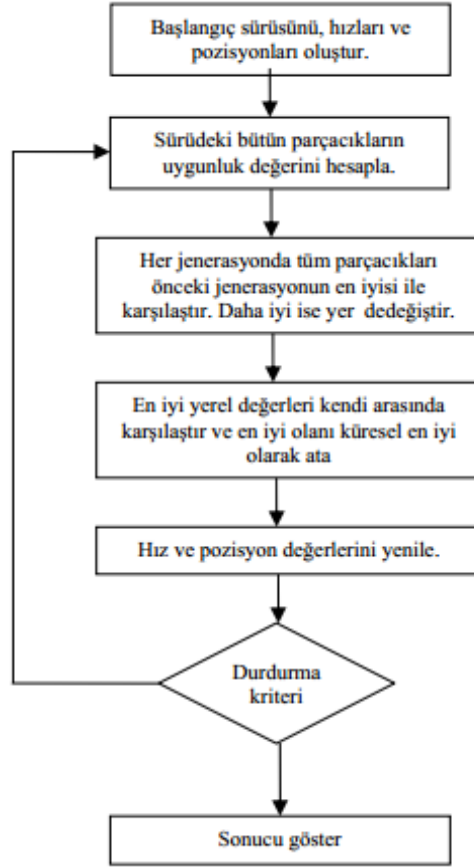 Başlangıç sürüsünü, hızları ve
pozisyonları oluştur.
Sürüdeki bütün parçacıkların
uygunluk değerini hesapla.
Her jenerasyonda tüm parçacıkları
önceki jenerasyonun en iyisi ile
karşılaştır. Daha iyi ise yer dedeğiştir.
En iyi yerel değerleri kendi arasında
karşılaştır ve en iyi olanı küresel en iyi
olarak ata
Hız ve pozisyon değerlerini yenile.
Durdurma
kriteri
Sonucu göster